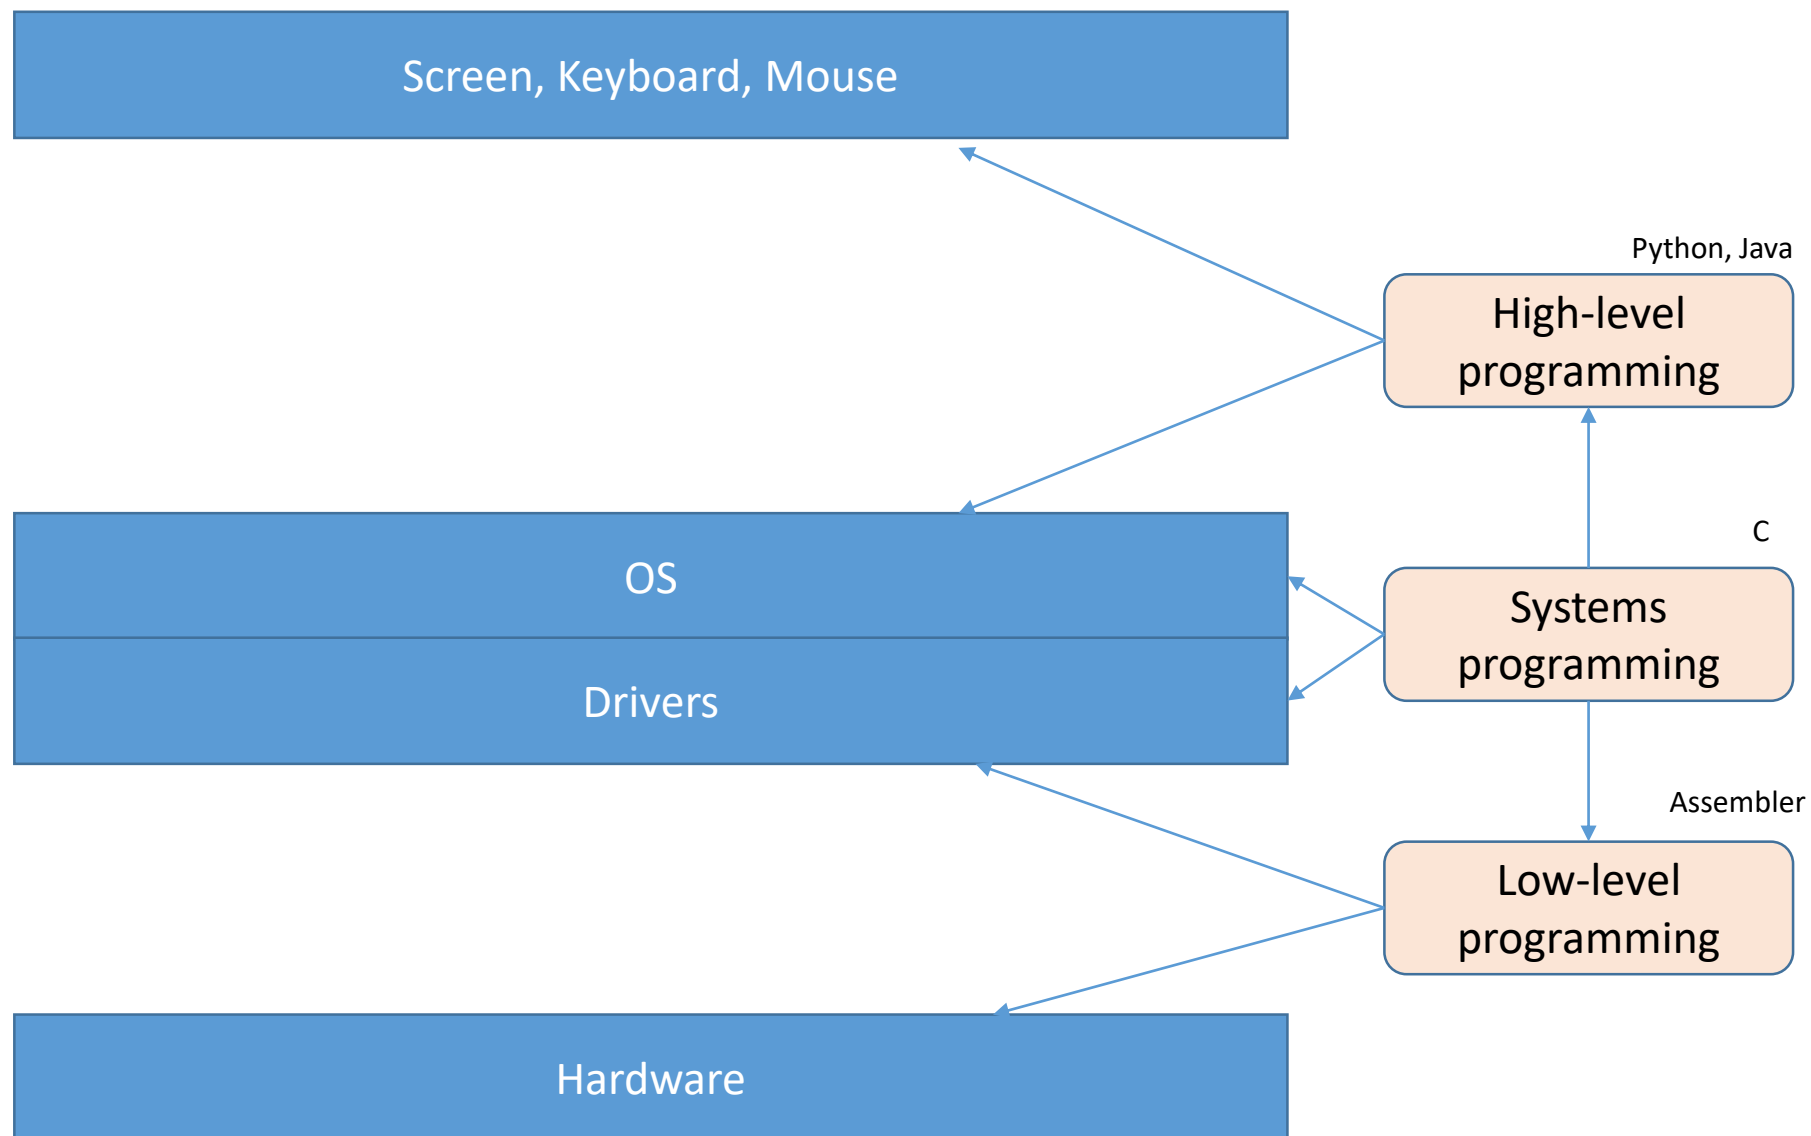 Screen, Keyboard, Mouse
Python, Java
High-level
programming
OS
C
Systems
programming
Drivers
Assembler
Low-level
programming
Hardware